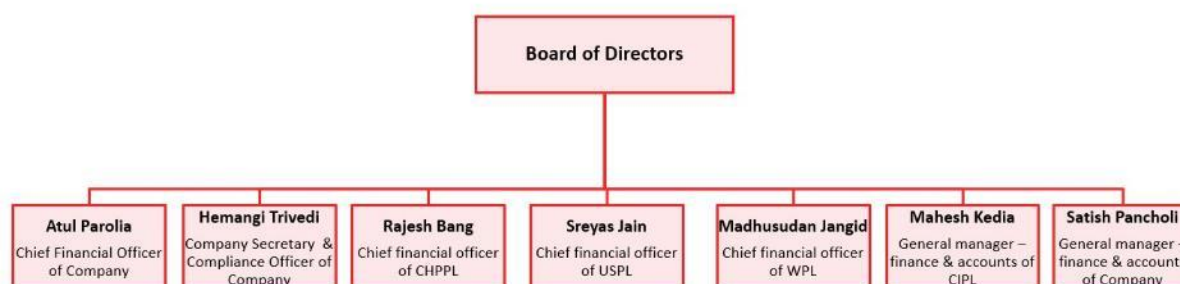 Board of Directors
Atul Parolia
Chief Financial Officer
of Company
Hemangi Trivedi
Company Secretary &
Compliance Officer of
Company
Rajesh Bang
Chief financial officer
of CHPPL
Sreyas Jain
Chief financial officer
of USPL
Madhusudan Jangid
Chief financial officer
of WPL
Mahesh Kedia
General manager –
finance & accounts of
CIPL
Satish Pancholi
General manager –
finance & accounts
of Company